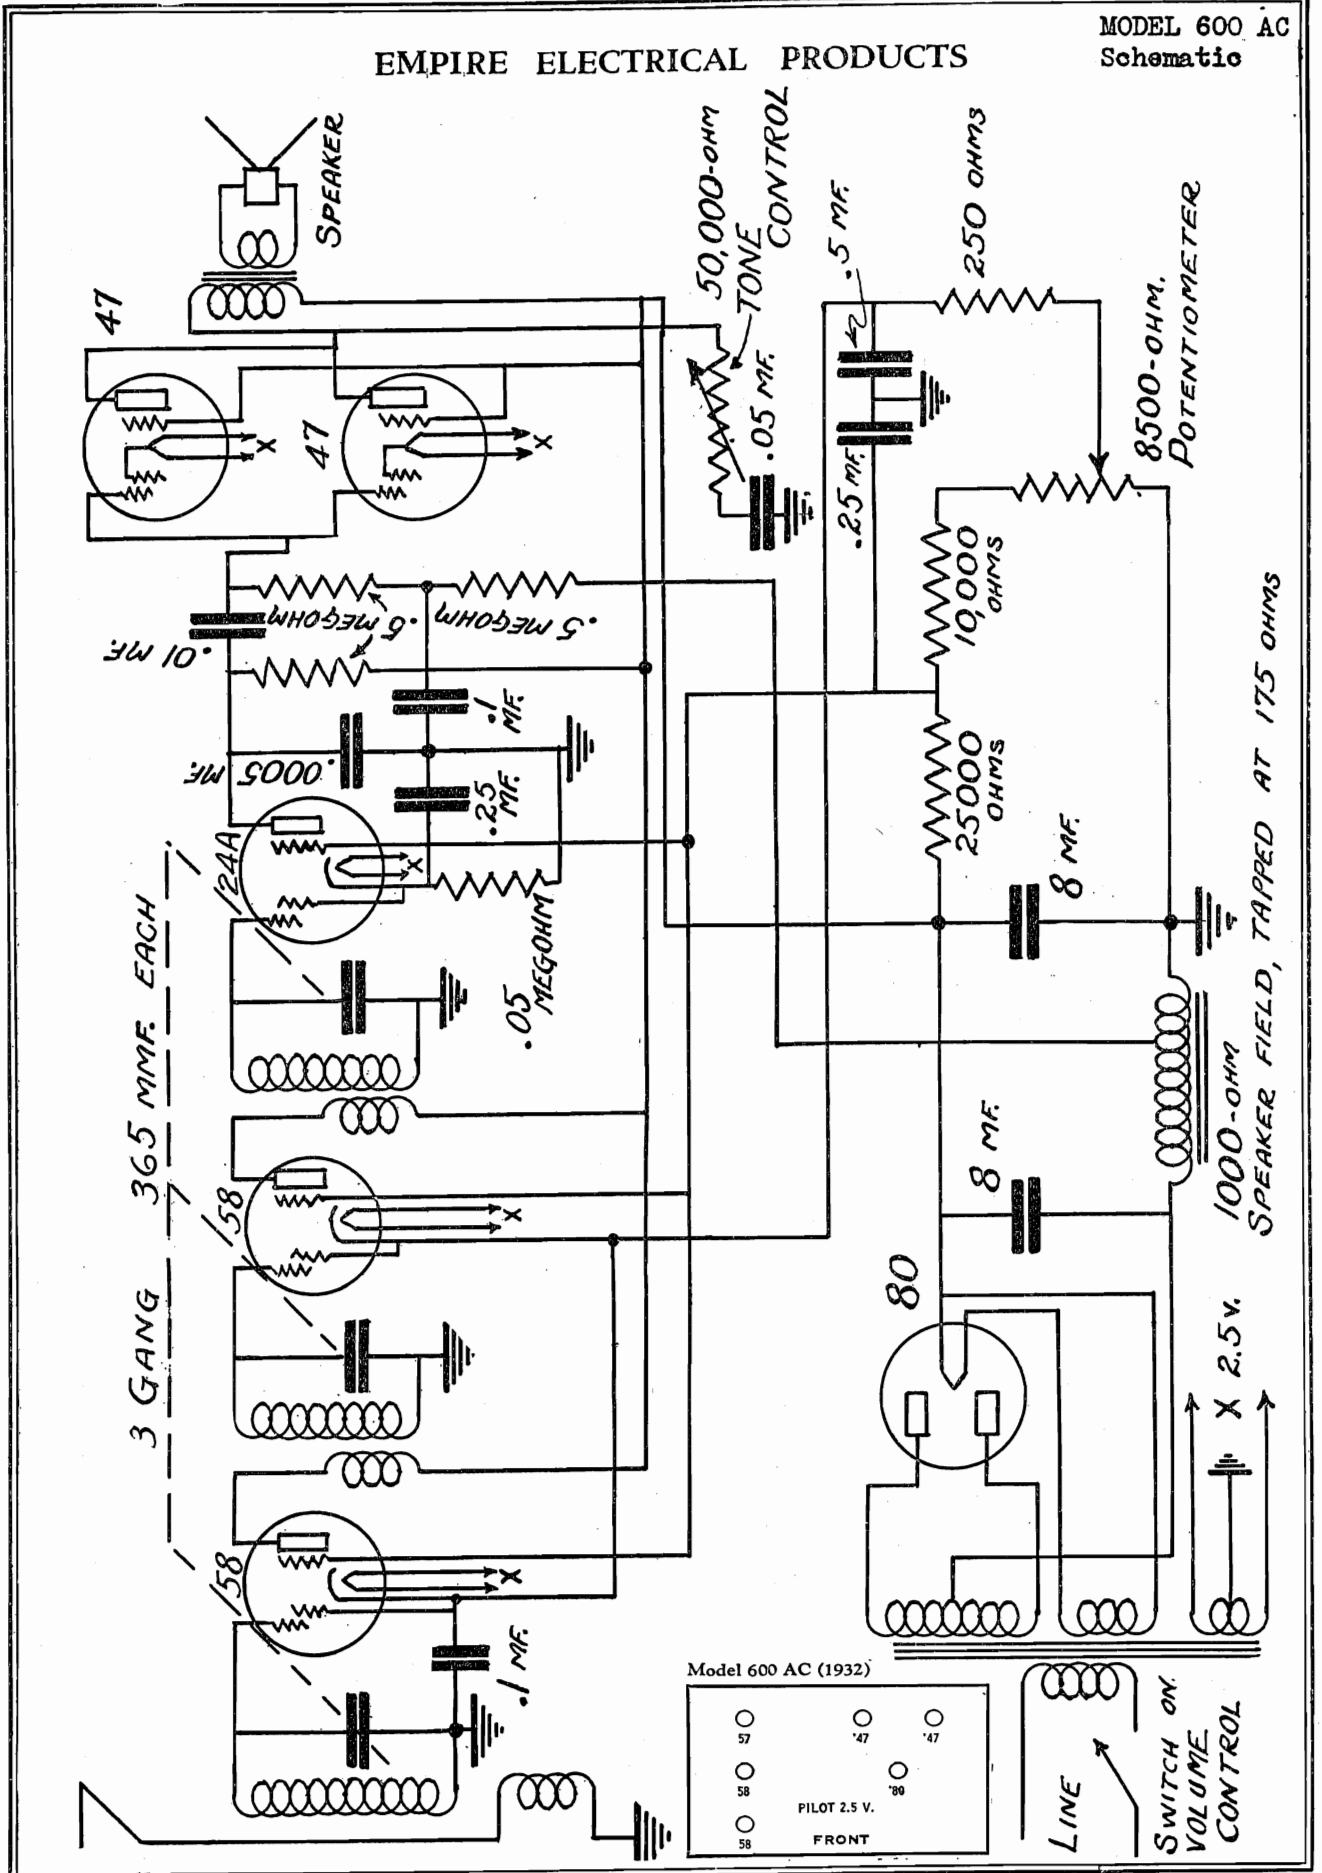 MODEL 600 AC
Schematic
EMPIRE ELECTRICAL PRODUCTS
SPEAKER
47
47
50,000-OHM
TONE
CONTROL
.05 MF.
.5 MF.
.25 MF.
250 OHMS
8500-OHM.
POTENTIOMETER
10,000
OHMS
25000
OHMS
.01 MF.
.5 MEGOHM
.5 MEGOHM
.1
MF.
.0005 MF.
.25
MF.
'24A
X
X
X
.05
MEGOHM
8 MF.
8 MF.
3 GANG 365 MMF. EACH
'58
X
'58
X
.1 MF.
80
1000-OHM
SPEAKER FIELD, TAPPED AT 175 OHMS
X 2.5V.
LINE
SWITCH ON
VOLUME
CONTROL
Model 600 AC (1932)
57 '47 '47
58 '80
PILOT 2.5 V.
58 FRONT